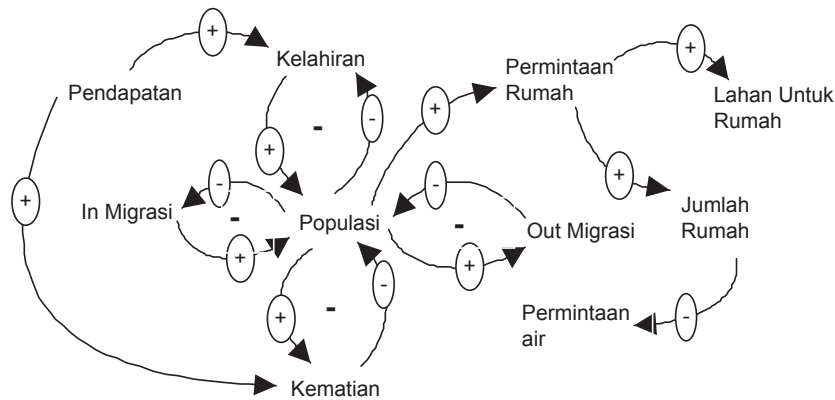 Kelahiran
Pendapatan
Permintaan
Rumah
Lahan Untuk
Rumah
In Migrasi
Populasi
Out Migrasi
Jumlah
Rumah
Permintaan
air
Kematian
+
+
+
-
-
+
-
-
+
-
-
+
+
-
-
+
+
+
-